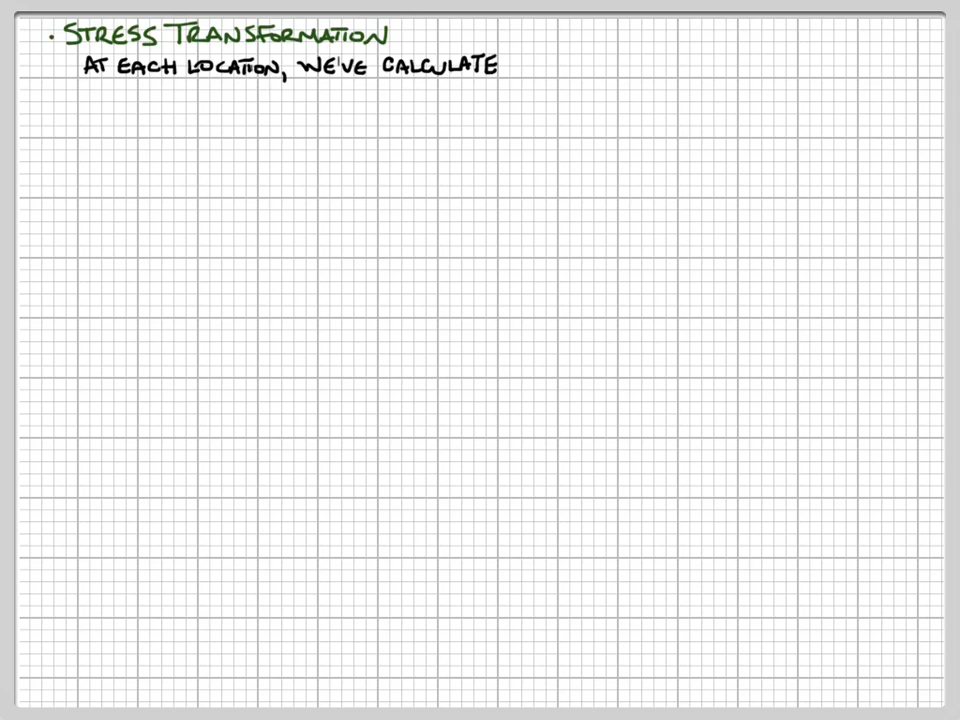 · STRESS TRANSFORMATION
AT EACH LOCATION, WE'VE CALCULATE